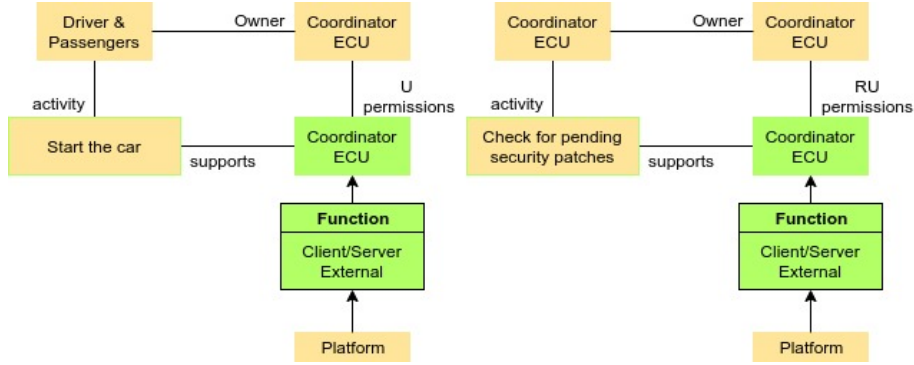 Driver &
Passengers
Owner
Coordinator
ECU
activity
U
permissions
Start the car
supports
Coordinator
ECU
Function
Client/Server
External
Platform
Coordinator
ECU
Owner
Coordinator
ECU
activity
RU
permissions
Check for pending
security patches
supports
Coordinator
ECU
Function
Client/Server
External
Platform